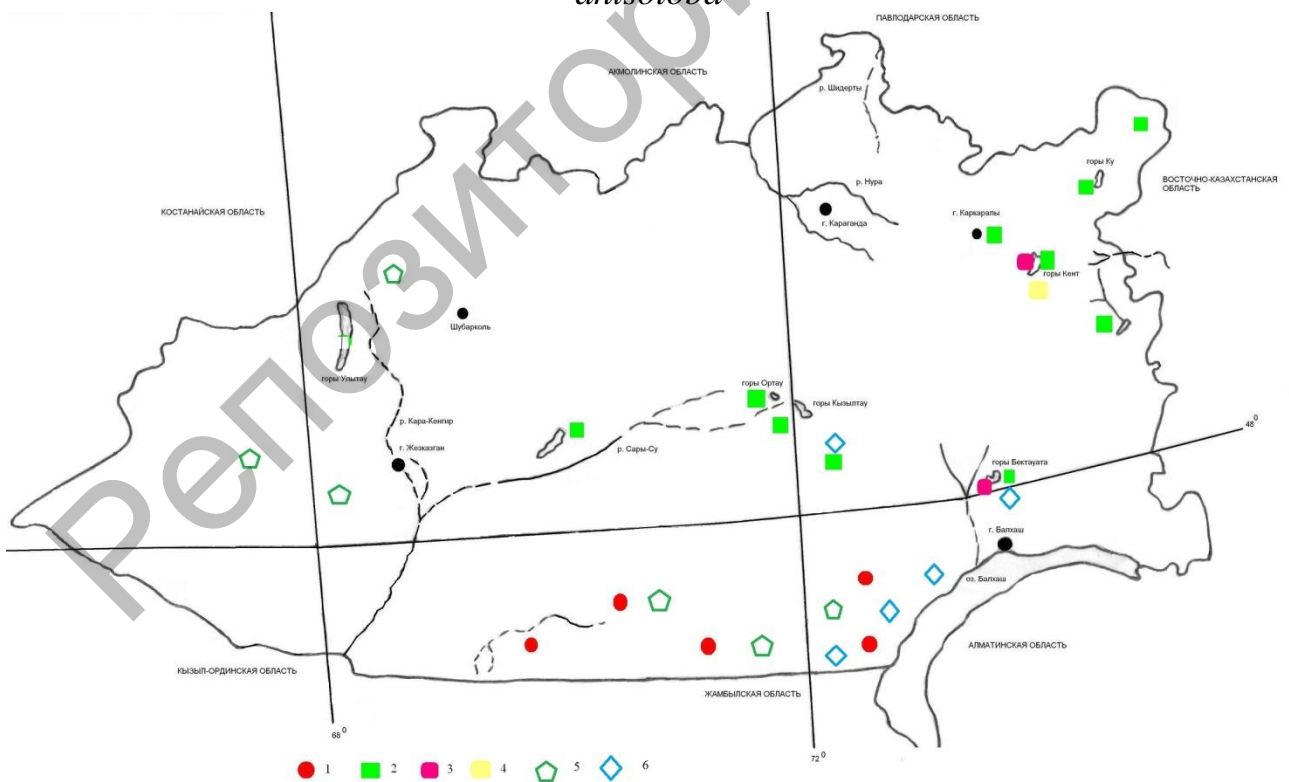 anisoloba
ПАВЛОДАРСКАЯ ОБЛАСТЬ
АКМОЛИНСКАЯ ОБЛАСТЬ
р. Шидерты
горы Ку
ВОСТОЧНО-КАЗАХСТАНСКАЯ
ОБЛАСТЬ
р. Нура
КОСТАНАЙСКАЯ ОБЛАСТЬ
г. Караганда
г. Каркаралы
горы Кент
Шубарколь
горы Улытау
горы Ортау
горы Кызылтау
р. Кара-Кенгир
г. Жезказган
р. Сары-Су
48⁰
горы Бектауата
г. Балхаш
оз. Балхаш
АЛМАТИНСКАЯ ОБЛАСТЬ
КЫЗЫЛ-ОРДИНСКАЯ ОБЛАСТЬ
ЖАМБЫЛСКАЯ ОБЛАСТЬ
68⁰
72⁰
1 2 3 4 5 6